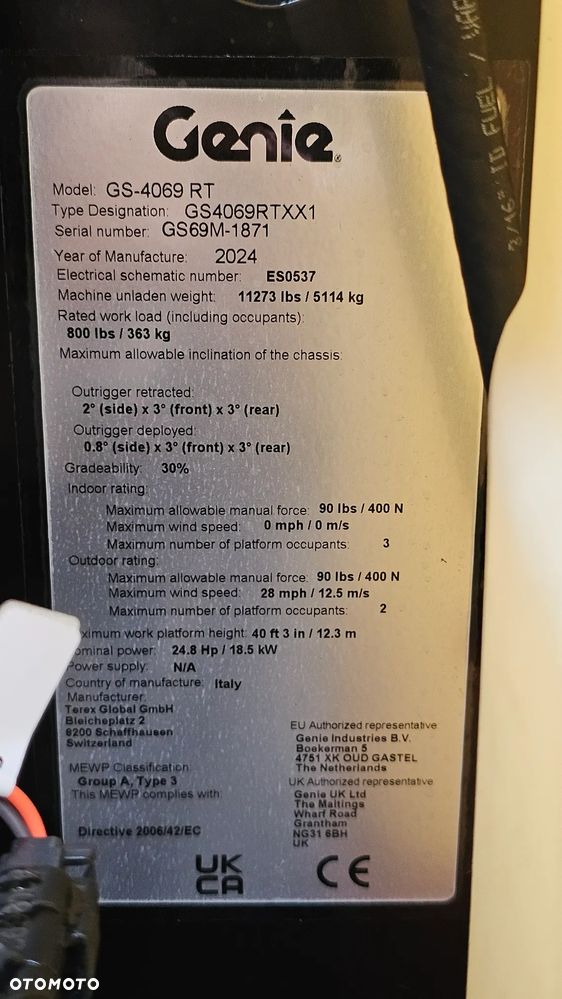 Genie
Model: GS-4069 RT
Type Designation: GS4069RTXX1
Serial number: GS69M-1871
Year of Manufacture: 2024
Electrical schematic number: ES0537
Machine unladen weight: 11273 lbs / 5114 kg
Rated work load (including occupants):
800 lbs / 363 kg
Maximum allowable inclination of the chassis:
Outrigger retracted:
2° (side) x 3° (front) x 3° (rear)
Outrigger deployed:
0.8° (side) x 3° (front) x 3° (rear)
Gradeability: 30%
Indoor rating:
Maximum allowable manual force: 90 lbs / 400 N
Maximum wind speed: 0 mph / 0 m/s
Maximum number of platform occupants: 3
Outdoor rating:
Maximum allowable manual force: 90 lbs / 400 N
Maximum wind speed: 28 mph / 12.5 m/s
Maximum number of platform occupants: 2
aximum work platform height: 40 ft 3 in / 12.3 m
ominal power: 24.8 Hp / 18.5 kW
Power supply: N/A
Country of manufacture: Italy
Manufacturer:
Terex Global GmbH
Bleicheplatz 2
8200 Schaffhausen
Switzerland
EU Authorized representative
Genie Industries B.V.
Boekerman 5
4751 XK OUD GASTEL
The Netherlands
MEWP Classification:
Group A, Type 3
This MEWP complies with:
Directive 2006/42/EC
UK Authorized representative
Genie UK Ltd
The Maltings
Wharf Road
Grantham
NG31 6BH
UK
UK
CA
CE
3/16" ID FUEL /
OTOMOTO